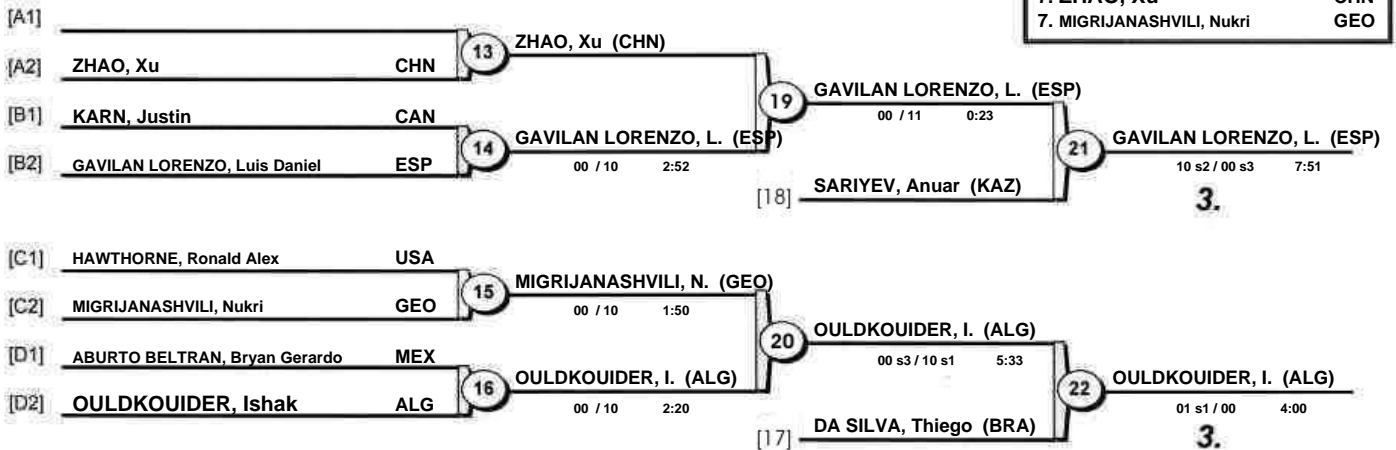 7. ZHAO, Xu CHN
7. MIGRIJANASHVILI, Nukri GEO
[A1]
[A2] ZHAO, Xu CHN
13 ZHAO, Xu (CHN)
[B1] KARN, Justin CAN
[B2] GAVILAN LORENZO, Luis Daniel ESP
14 GAVILAN LORENZO, L. (ESP)
00 / 10 2:52
19 GAVILAN LORENZO, L. (ESP)
00 / 11 0:23
[18] SARIYEV, Anuar (KAZ)
21 GAVILAN LORENZO, L. (ESP)
10 s2 / 00 s3 7:51
3.
[C1] HAWTHORNE, Ronald Alex USA
[C2] MIGRIJANASHVILI, Nukri GEO
15 MIGRIJANASHVILI, N. (GEO)
00 / 10 1:50
[D1] ABURTO BELTRAN, Bryan Gerardo MEX
[D2] OULDKOUIDER, Ishak ALG
16 OULDKOUIDER, I. (ALG)
00 / 10 2:20
20 OULDKOUIDER, I. (ALG)
00 s3 / 10 s1 5:33
[17] DA SILVA, Thiego (BRA)
22 OULDKOUIDER, I. (ALG)
01 s1 / 00 4:00
3.